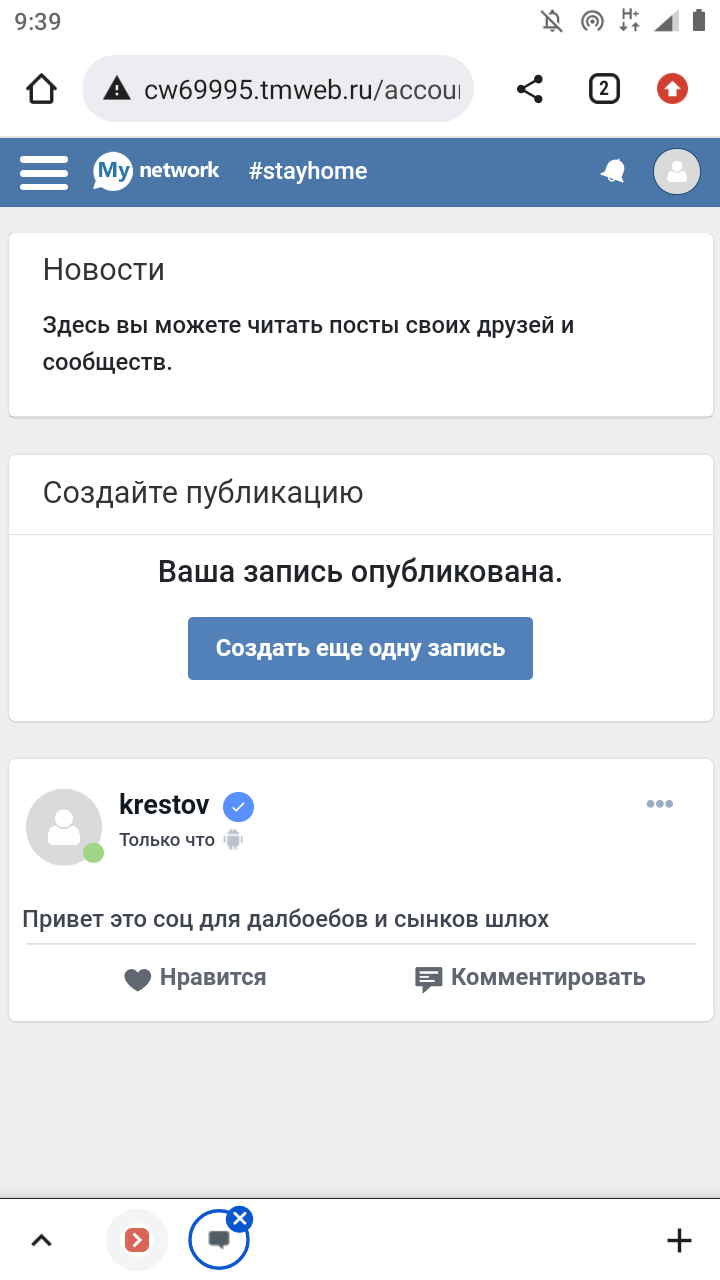 9:39
H+
cw69995.tmweb.ru/accou
2
My network #stayhome
Новости
Здесь вы можете читать посты своих друзей и
сообществ.
Создайте публикацию
Ваша запись опубликована.
Создать еще одну запись
krestov
Только что
Привет это соц для далбоебов и сынков шлюх
Нравится Комментировать